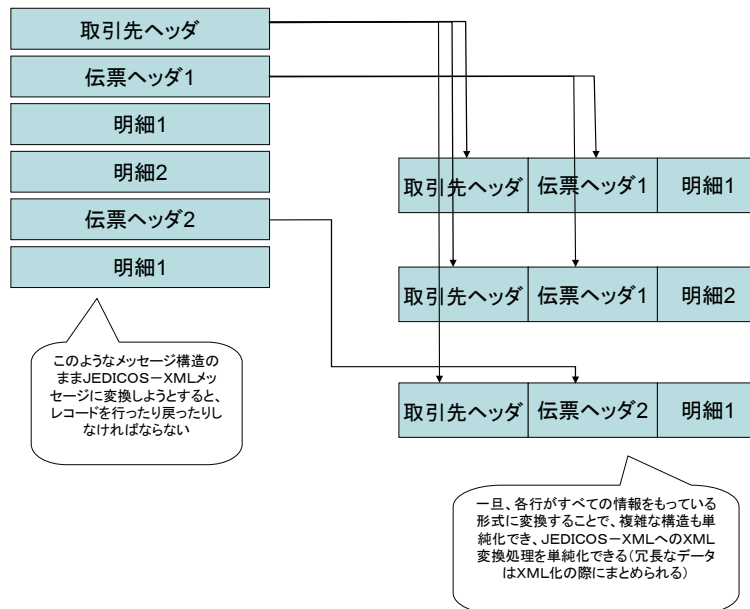 取引先ヘッダ
伝票ヘッダ1
明細1
明細2
伝票ヘッダ2
明細1
このようなメッセージ構造の
ままJEDICOS－XMLメッ
セージに変換しようとすると、
レコードを行ったり戻ったりし
なければならない
取引先ヘッダ 伝票ヘッダ1 明細1
取引先ヘッダ 伝票ヘッダ1 明細2
取引先ヘッダ 伝票ヘッダ2 明細1
一旦、各行がすべての情報をもっている
形式に変換することで、複雑な構造も単
純化でき、JEDICOS－XMLへのXML
変換処理を単純化できる(冗長なデータ
はXML化の際にまとめられる)